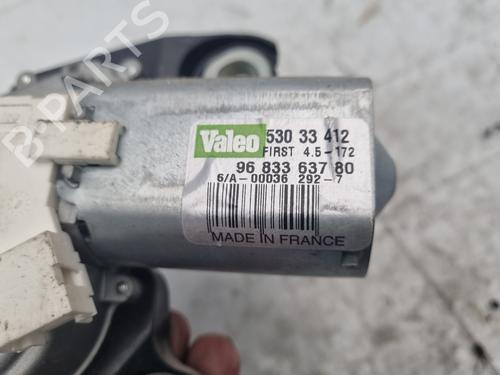 B-PARTS
Valeo 530 33 412
FIRST 4.5-172
96 833 637 80
6/A-00036 292-7
MADE IN FRANCE